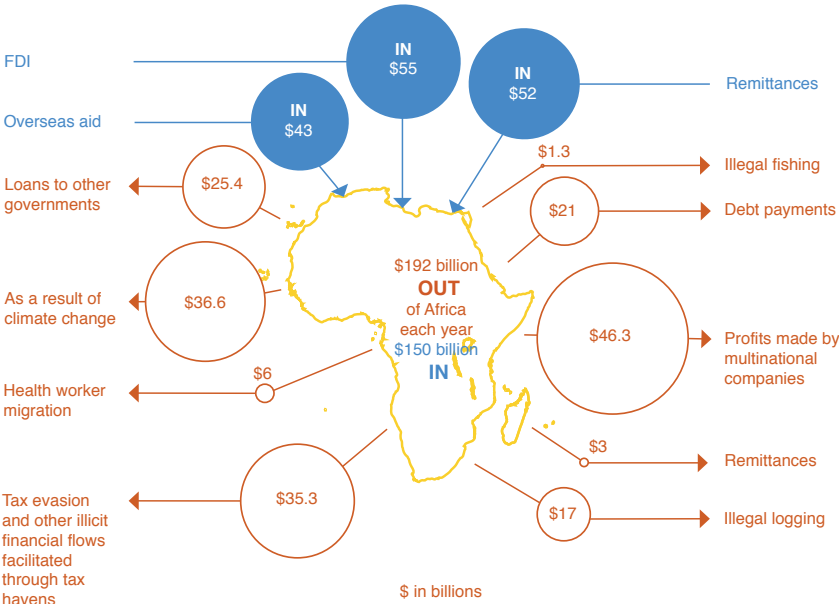 FDI
IN
$55
IN
$52
Remittances
Overseas aid
IN
$43
$1.3
Illegal fishing
Loans to other
governments
$25.4
$21
Debt payments
$192 billion
OUT
of Africa
each year
$150 billion
IN
As a result of
climate change
$36.6
$46.3
Profits made by
multinational
companies
Health worker
migration
$6
$3
Remittances
Tax evasion
and other illicit
financial flows
facilitated
through tax
havens
$35.3
$17
Illegal logging
$ in billions